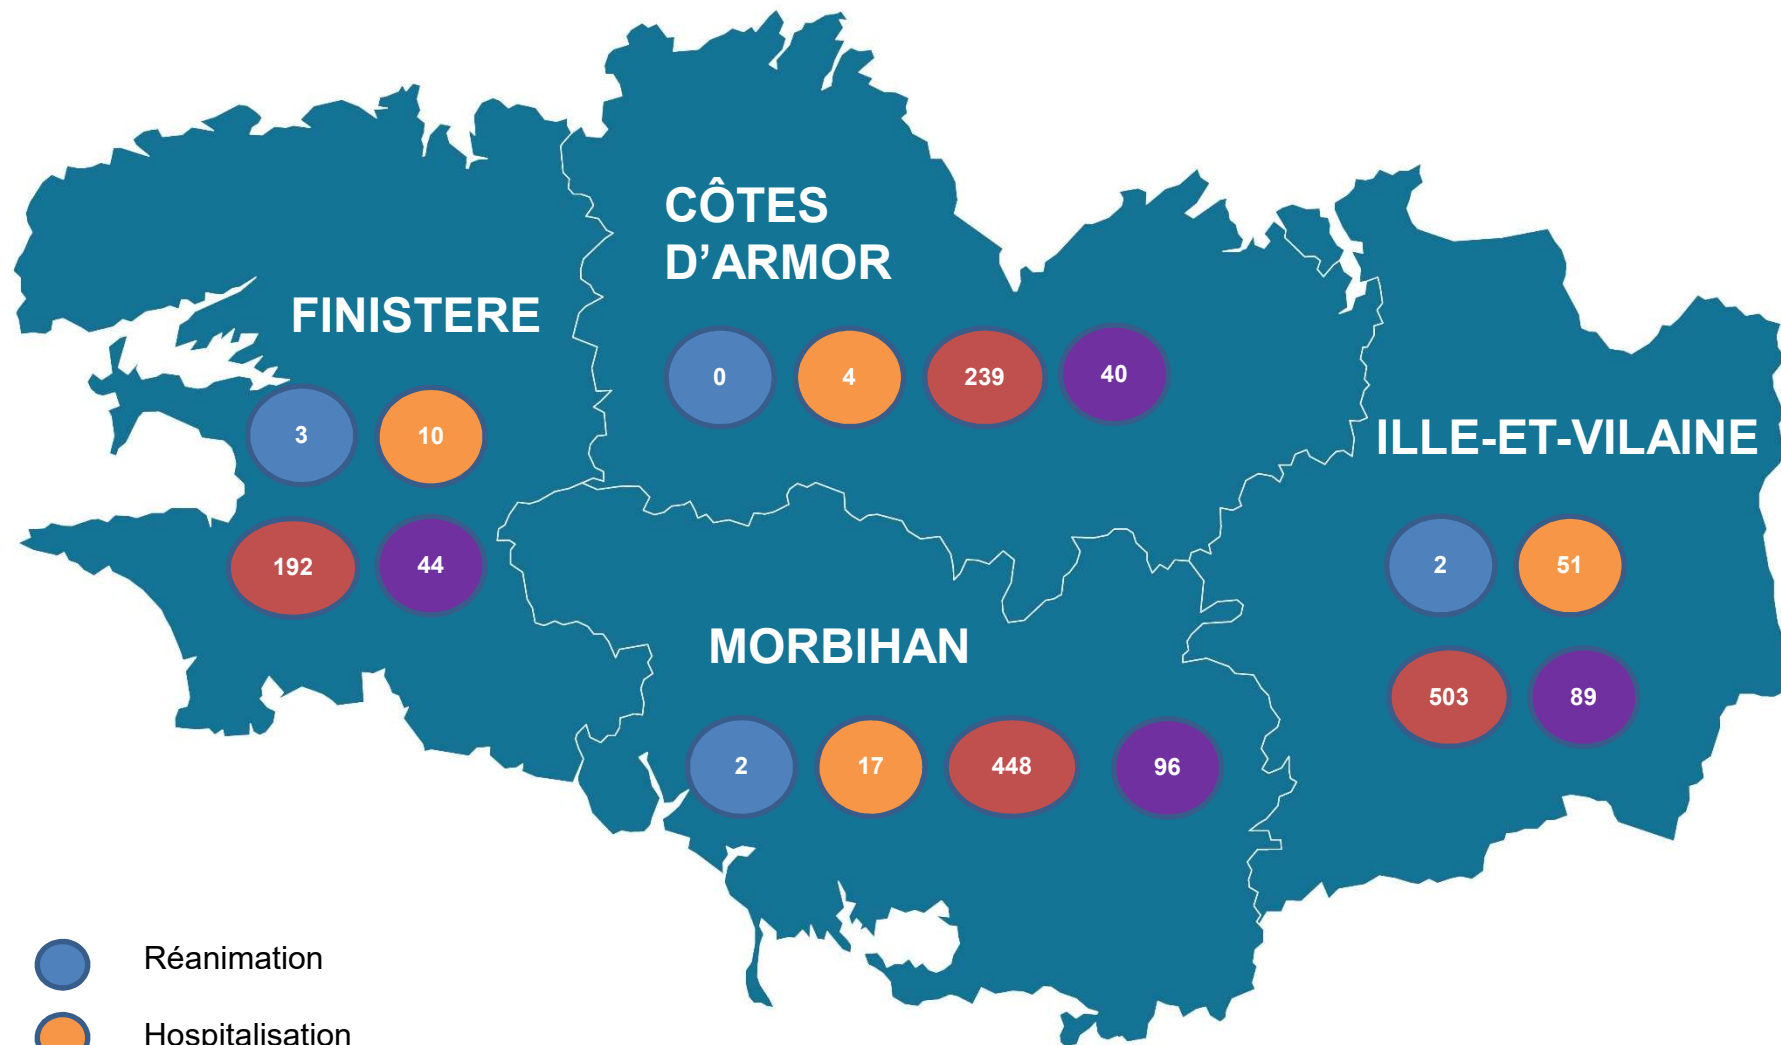 CÔTES
D’ARMOR
0 4 239 40
FINISTERE
3 10
192 44
ILLE-ET-VILAINE
2 51
503 89
MORBIHAN
2 17 448 96
Réanimation
Hospitalisation